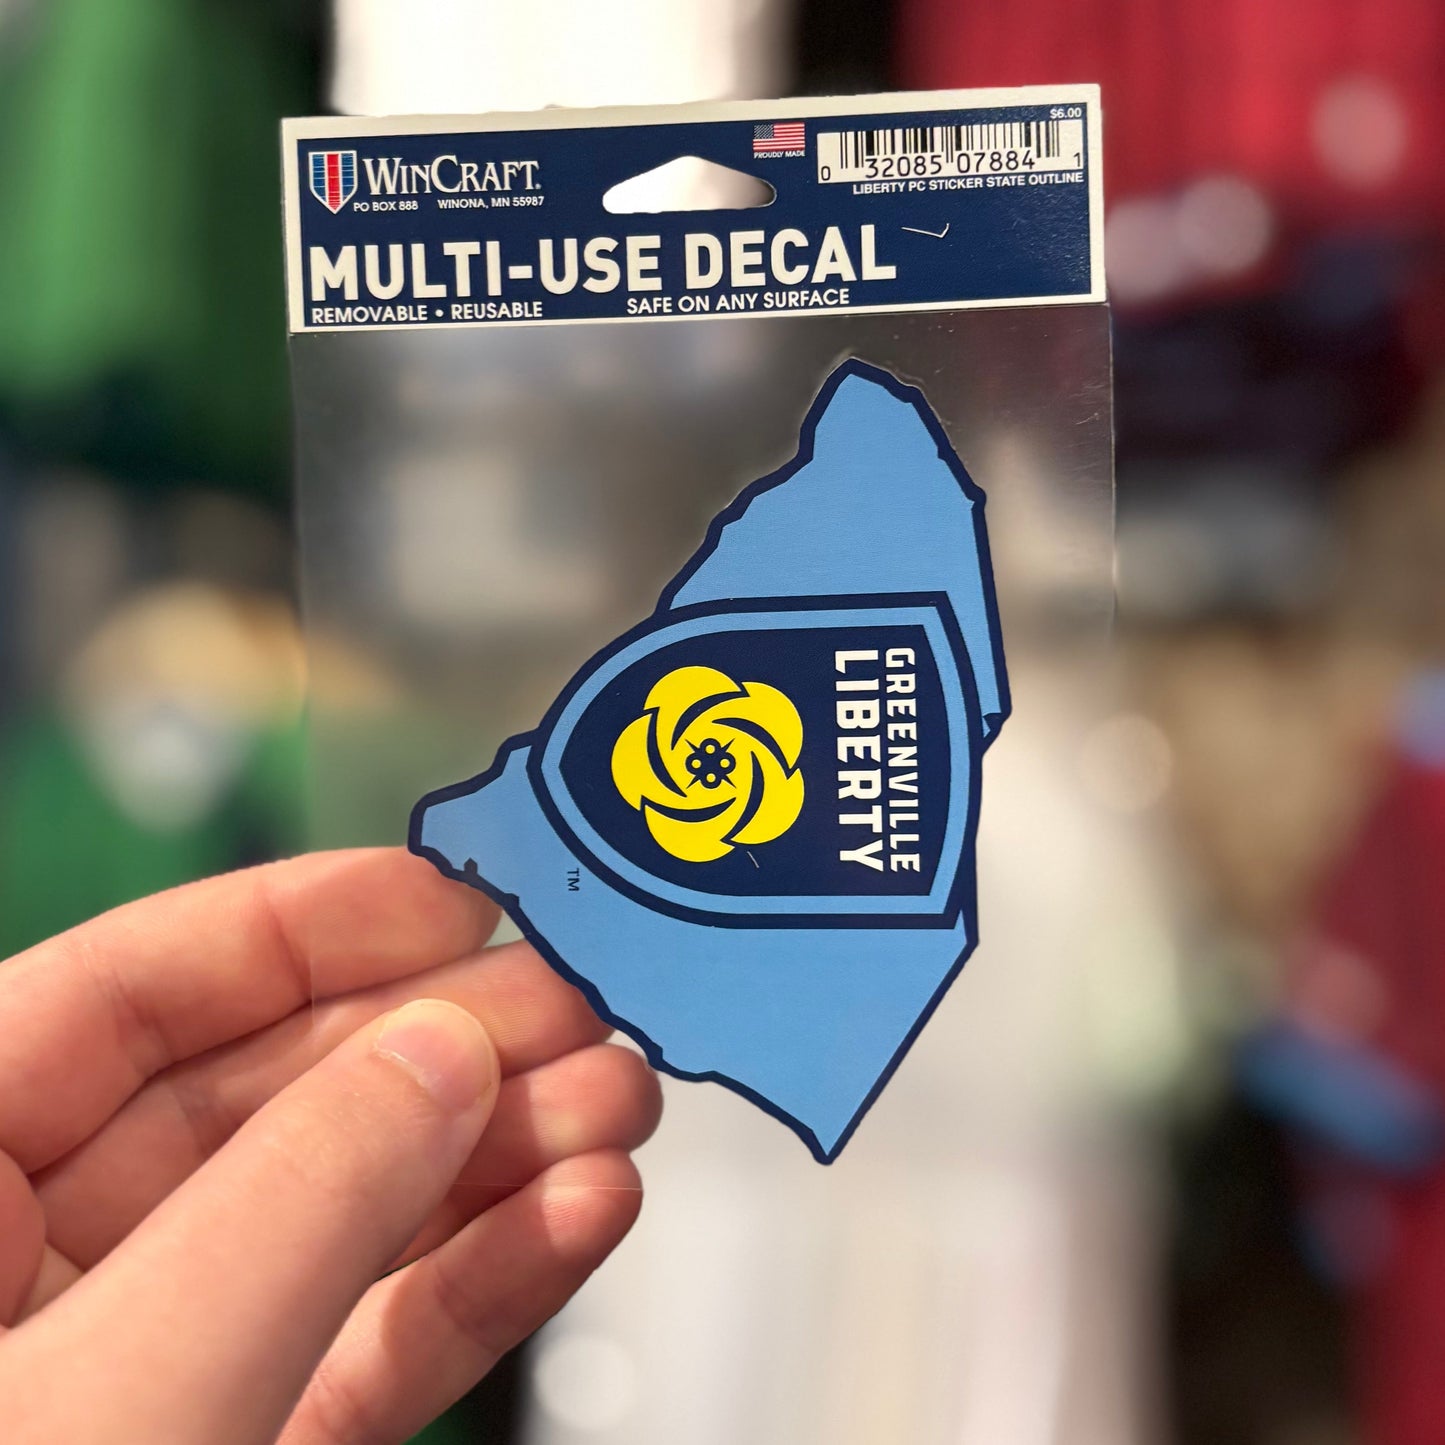 WINCRAFT®
PO BOX 888 WINONA, MN 55987
PROUDLY MADE
$6.00
0 32085 07884 1
LIBERTY PC STICKER STATE OUTLINE
MULTI-USE DECAL
REMOVABLE • REUSABLE SAFE ON ANY SURFACE
GREENVILLE
LIBERTY
TM